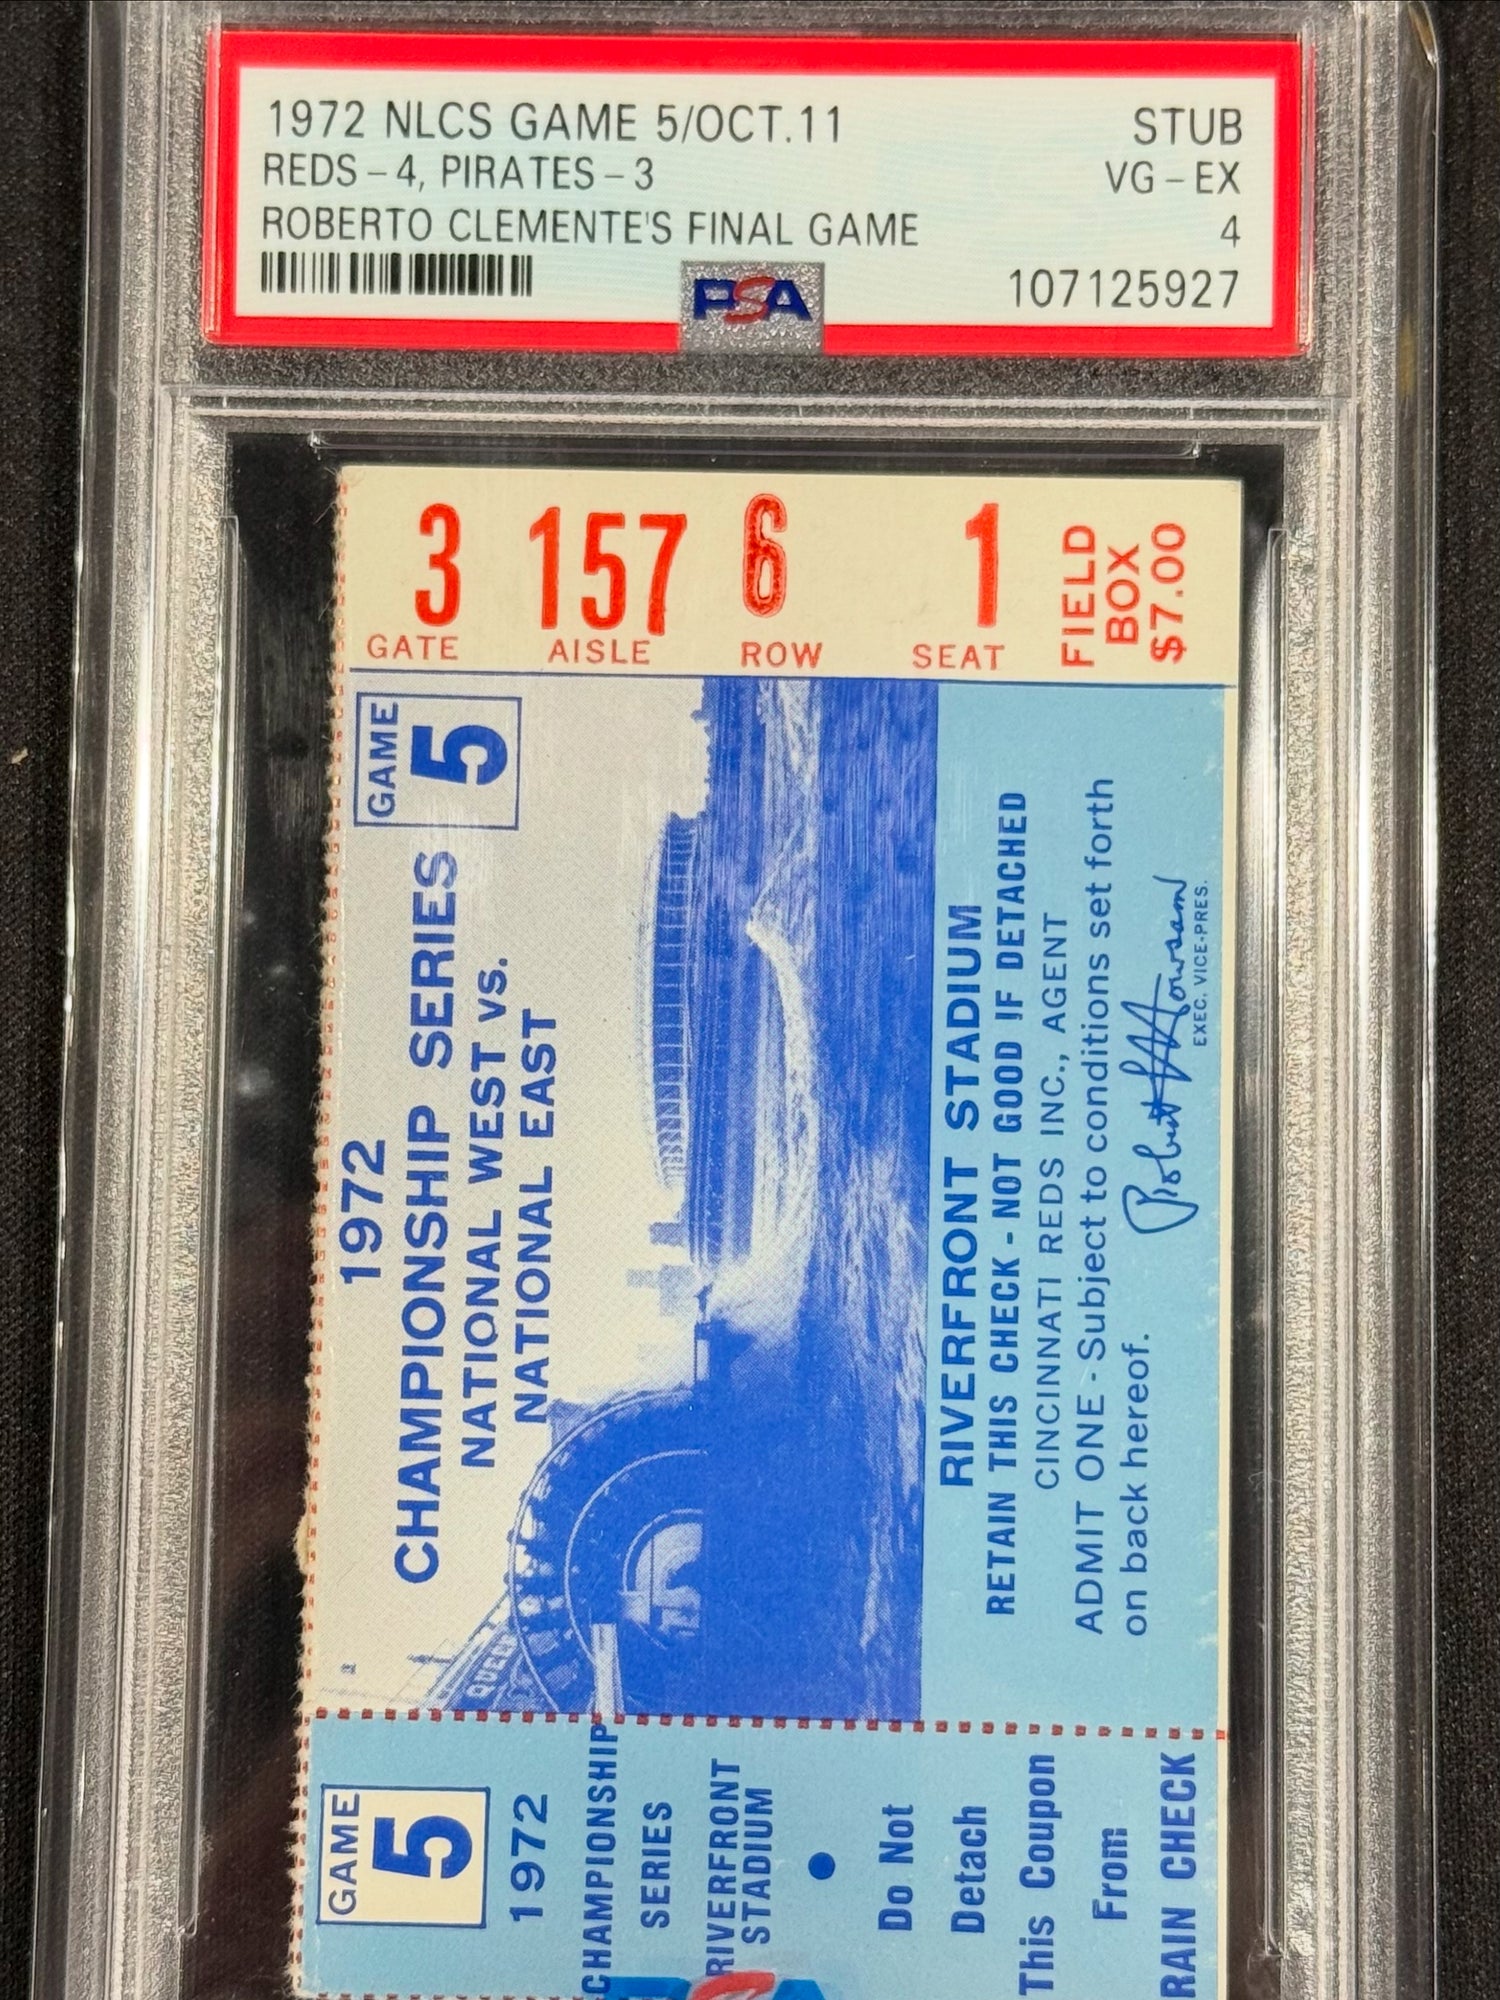 1972 NLCS GAME 5/OCT.11 STUB
REDS-4, PIRATES-3 VG-EX
ROBERTO CLEMENTE'S FINAL GAME 4
PSA 107125927
3 157 6 1
GATE AISLE ROW SEAT
FIELD
BOX
$7.00
GAME
5
1972
CHAMPIONSHIP SERIES
NATIONAL WEST vs.
NATIONAL EAST
RIVERFRONT STADIUM
RETAIN THIS CHECK - NOT GOOD IF DETACHED
CINCINNATI REDS INC., AGENT
ADMIT ONE - Subject to conditions set forth
on back hereof.
Robert L Howsam
EXEC. VICE-PRES.
GAME
5
1972
CHAMPIONSHIP
SERIES
RIVERFRONT
STADIUM
Do Not
Detach
This Coupon
From
RAIN CHECK